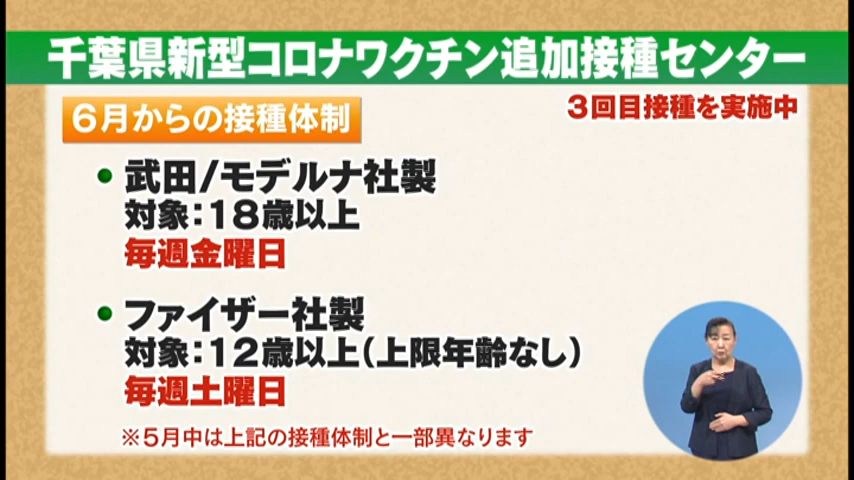 千葉県新型コロナワクチン追加接種センター
3回目接種を実施中
6月からの接種体制
武田/モデルナ社製
対象：18歳以上
毎週金曜日
ファイザー社製
対象：12歳以上（上限年齢なし）
毎週土曜日
※5月中は上記の接種体制と一部異なります